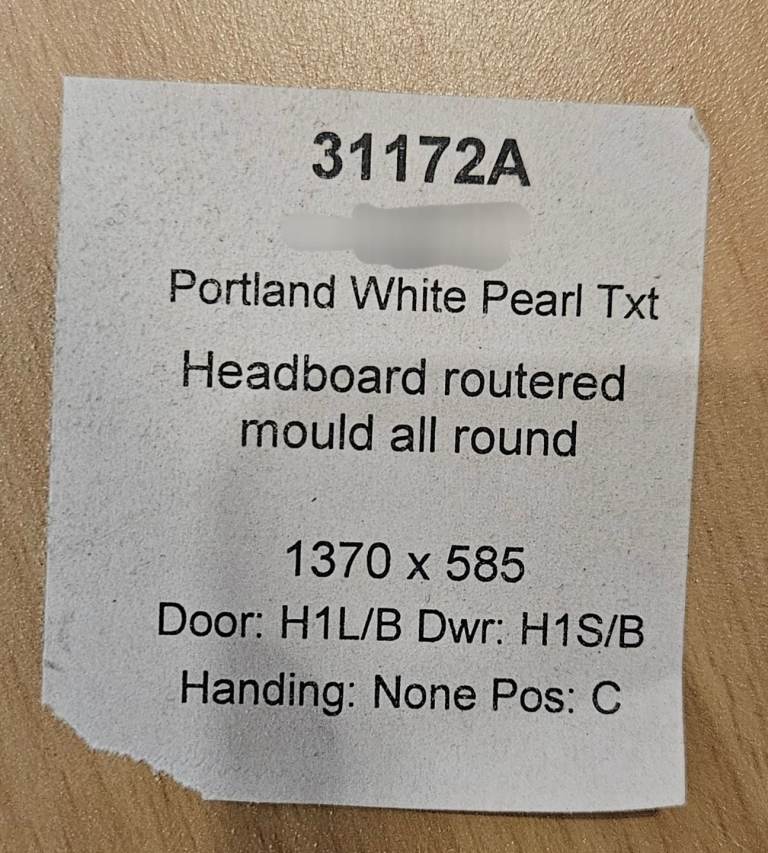 31172A
Portland White Pearl Txt
Headboard routered
mould all round
1370 x 585
Door: H1L/B Dwr: H1S/B
Handing: None Pos: C